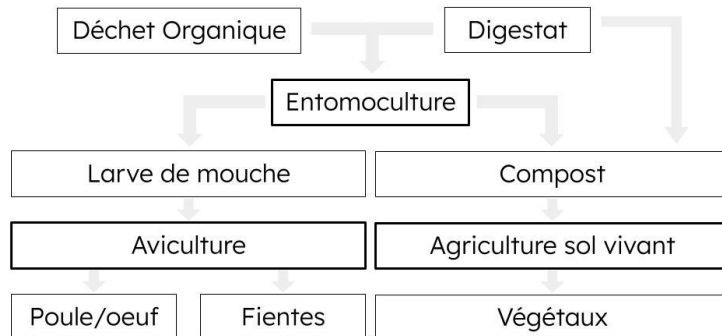 Déchet Organique
Digestat
Entomoculture
Larve de mouche
Compost
Aviculture
Agriculture sol vivant
Poule/oeuf
Fientes
Végétaux